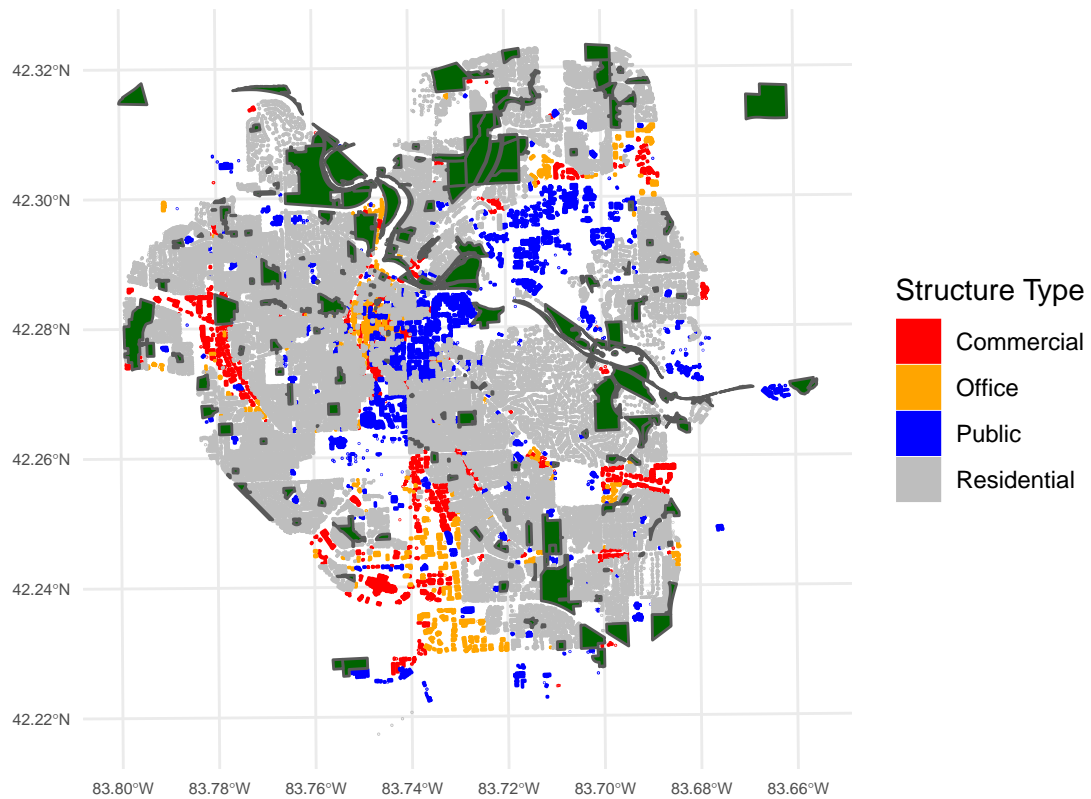 42.32°N
42.30°N
42.28°N
42.26°N
42.24°N
42.22°N
83.80°W
83.78°W
83.76°W
83.74°W
83.72°W
83.70°W
83.68°W
83.66°W
Structure Type
Commercial
Office
Public
Residential